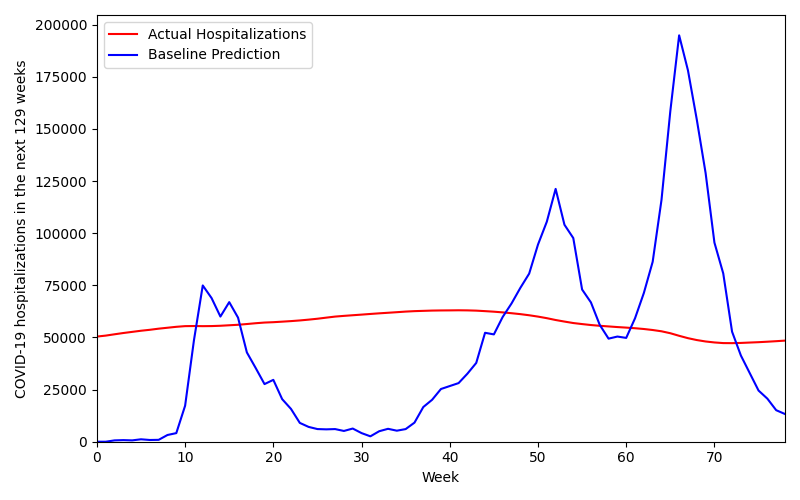 Actual Hospitalizations
Baseline Prediction
COVID-19 hospitalizations in the next 129 weeks
200000
175000
150000
125000
100000
75000
50000
25000
0
0 10 20 30 40 50 60 70
Week